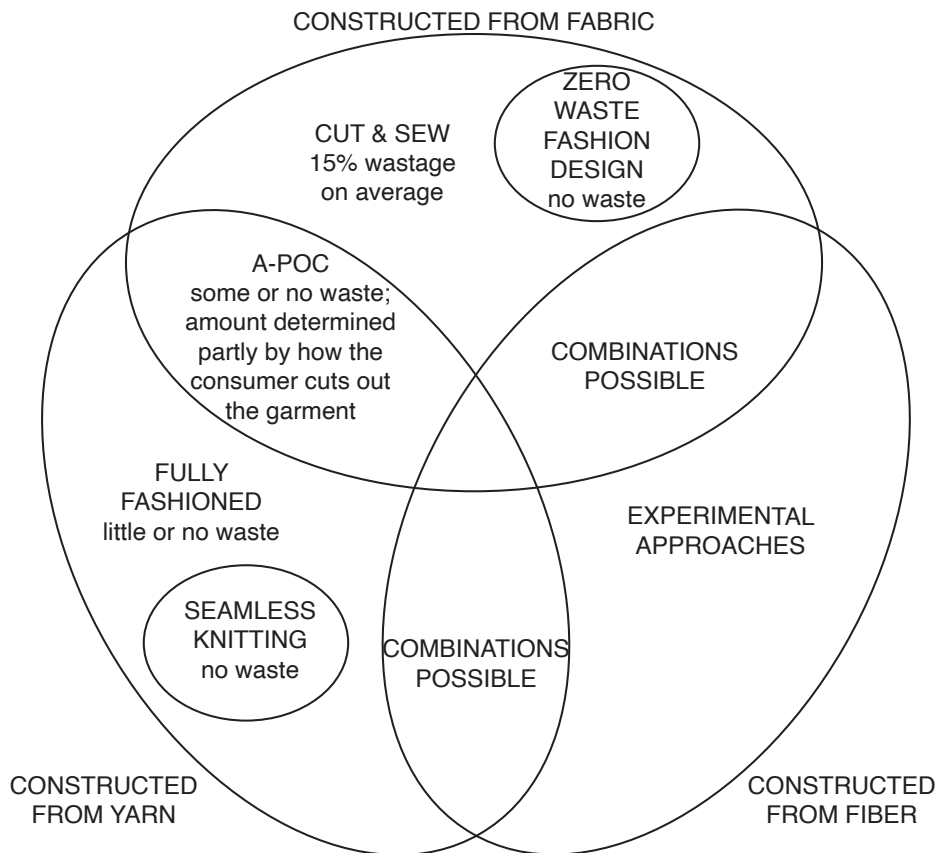 CONSTRUCTED FROM FABRIC
ZERO
WASTE
FASHION
DESIGN
no waste
CUT & SEW
15% wastage
on average
A-POC
some or no waste;
amount determined
partly by how the
consumer cuts out
the garment
COMBINATIONS
POSSIBLE
FULLY
FASHIONED
little or no waste
EXPERIMENTAL
APPROACHES
SEAMLESS
KNITTING
no waste
COMBINATIONS
POSSIBLE
CONSTRUCTED
FROM YARN
CONSTRUCTED
FROM FIBER